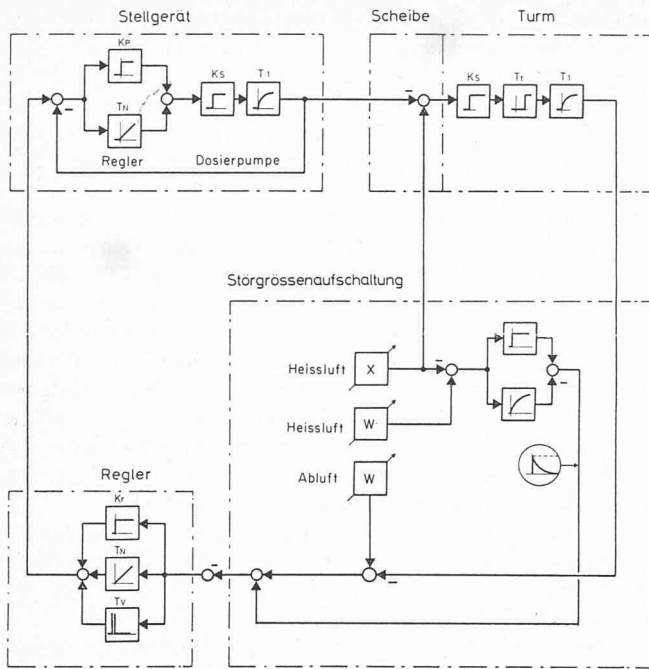 Stellgerät
Scheibe
Turm
KP
TN
KS
T1
Regler
Dosierpumpe
KS
Tt
T1
Störgrössenaufschaltung
Heissluft
X
Heissluft
W
Abluft
W
Regler
Kr
TN
TV